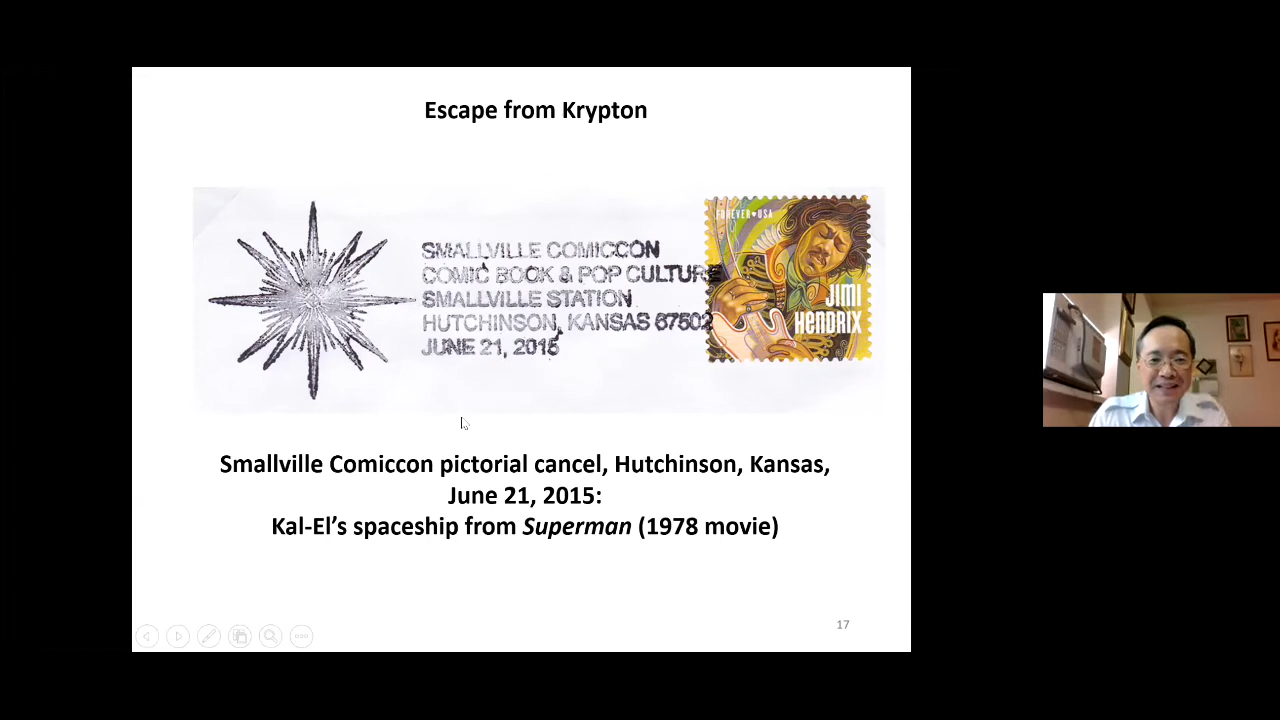 Escape from Krypton
SMALLVILLE COMICCON
COMIC BOOK & POP CULTURE
SMALLVILLE STATION
HUTCHINSON, KANSAS 67502
JUNE 21, 2015
FOREVER♥USA
JIMI
HENDRIX
Smallville Comiccon pictorial cancel, Hutchinson, Kansas,
June 21, 2015:
Kal-El’s spaceship from Superman (1978 movie)
17